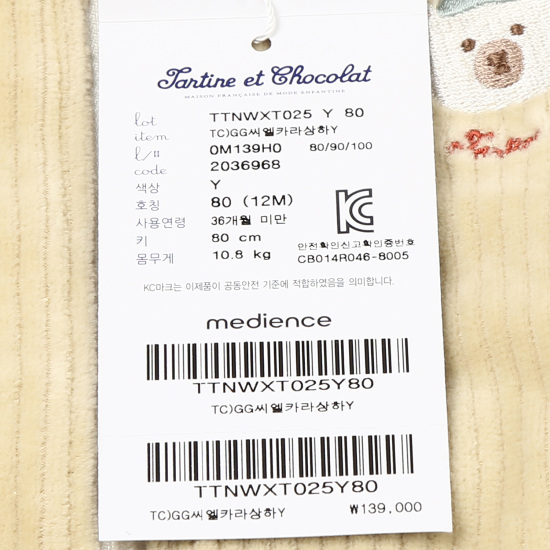 Tartine et Chocolat
MAISON FRANÇAISE DE MODE ENFANTINE
lot TTNWXT025 Y 80
item TC)GG씨엘카라상하Y
l/# 0M139H0 80/90/100
code 2036968
색상 Y
호칭 80 (12M)
사용연령 36개월 미만
키 80 cm
몸무게 10.8 kg
안전확인신고확인증번호
CB014R046-8005
KC마크는 이제품이 공통안전 기준에 적합하였음을 의미합니다.
medience
TTNWXT025Y80
TC)GG씨엘카라상하Y
TTNWXT025Y80
TC)GG씨엘카라상하Y ₩139,000